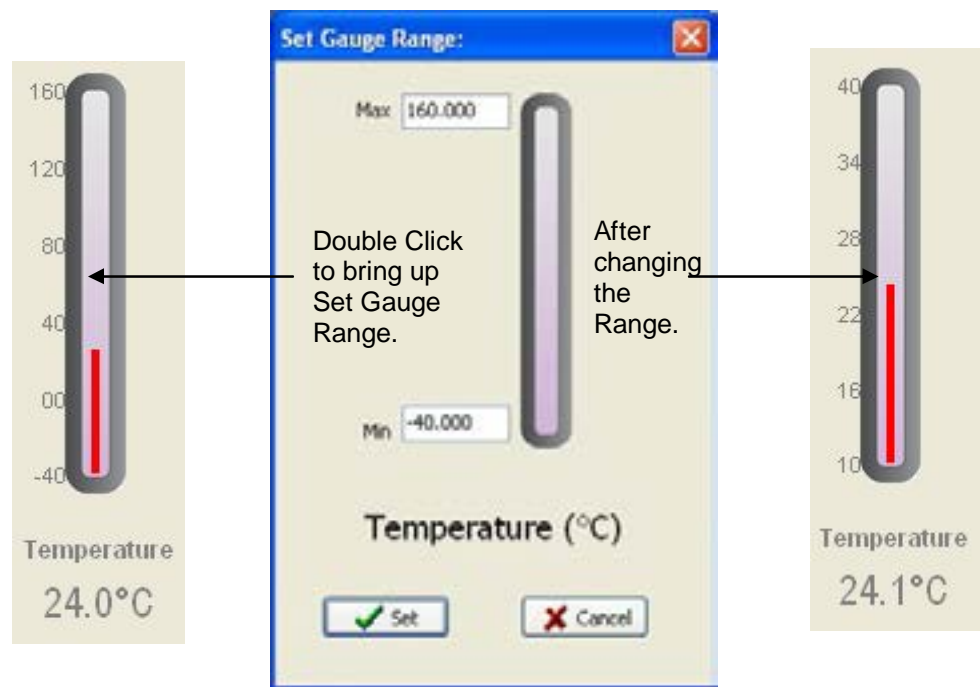 160
120
80
40
00
-40
Temperature
24.0°C
Set Gauge Range:
Max 160.000
Double Click
to bring up
Set Gauge
Range.
After
changing
the
Range.
Min -40.000
Temperature (°C)
Set
Cancel
40
34
28
22
16
10
Temperature
24.1°C